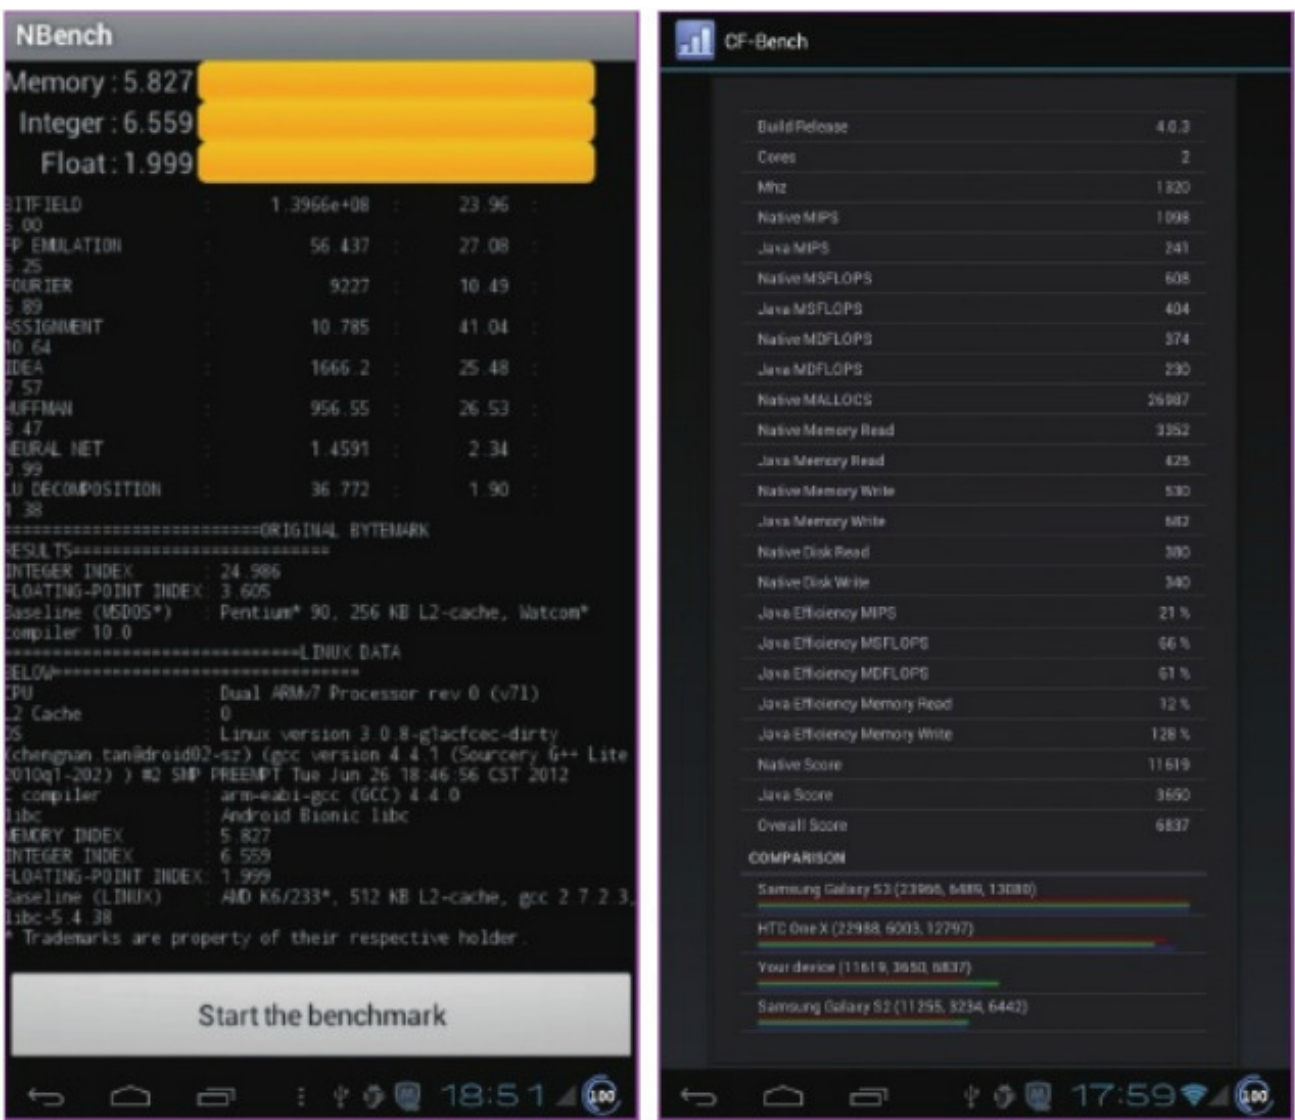 NBench
Memory : 5.827
Integer : 6.559
Float : 1.999
BITFIELD : 1.3966e+08 : 23.96 :
6.00
FP EMULATION : 56.437 : 27.08 :
6.25
FOURIER : 9227 : 10.49 :
5.89
ASSIGNMENT : 10.785 : 41.04 :
10.64
IDEA : 1666.2 : 25.48 :
7.57
HUFFMAN : 956.55 : 26.53 :
8.47
NEURAL NET : 1.4591 : 2.34 :
0.99
LU DECOMPOSITION : 36.772 : 1.90 :
1.38
==========================ORIGINAL BYTEMARK
RESULTS==========================
INTEGER INDEX : 24.986
FLOATING-POINT INDEX: 3.605
Baseline (MSDOS*) : Pentium* 90, 256 KB L2-cache, Watcom*
compiler 10.0
==============================LINUX DATA
BELOW===============================
CPU : Dual ARMv7 Processor rev 0 (v7l)
L2 Cache : 0
OS : Linux version 3.0.8-g1acfcec-dirty
(chengnan.tan@droid02-sz) (gcc version 4.4.1 (Sourcery G++ Lite
2010q1-202) ) #2 SMP PREEMPT Tue Jun 26 18:46:56 CST 2012
C compiler : arm-eabi-gcc (GCC) 4.4.0
libc : Android Bionic libc
MEMORY INDEX : 5.827
INTEGER INDEX : 6.559
FLOATING-POINT INDEX: 1.999
Baseline (LINUX) : AMD K6/233*, 512 KB L2-cache, gcc 2.7.2.3,
libc-5.4.38
* Trademarks are property of their respective holder.
Start the benchmark
18:51
100
CF-Bench
Build Release 4.0.3
Cores 2
Mhz 1320
Native MIPS 1098
Java MIPS 241
Native MSFLOPS 608
Java MSFLOPS 404
Native MDFLOPS 374
Java MDFLOPS 230
Native MALLOCS 26987
Native Memory Read 3352
Java Memory Read 425
Native Memory Write 530
Java Memory Write 682
Native Disk Read 380
Native Disk Write 340
Java Efficiency MIPS 21 %
Java Efficiency MSFLOPS 66 %
Java Efficiency MDFLOPS 61 %
Java Efficiency Memory Read 12 %
Java Efficiency Memory Write 128 %
Native Score 11619
Java Score 3650
Overall Score 6837
COMPARISON
Samsung Galaxy S3 (23966, 6489, 13080)
HTC One X (22988, 6003, 12797)
Your device (11619, 3650, 6837)
Samsung Galaxy S2 (11255, 3234, 6442)
17:59
100